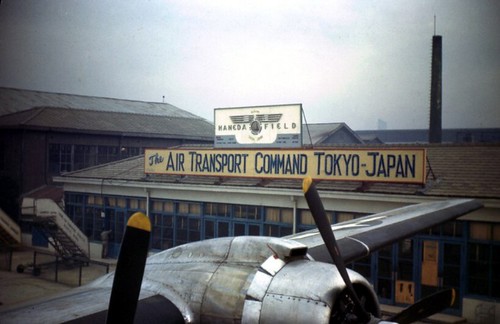 HANEDA FIELD
The AIR TRANSPORT COMMAND TOKYO-JAPAN